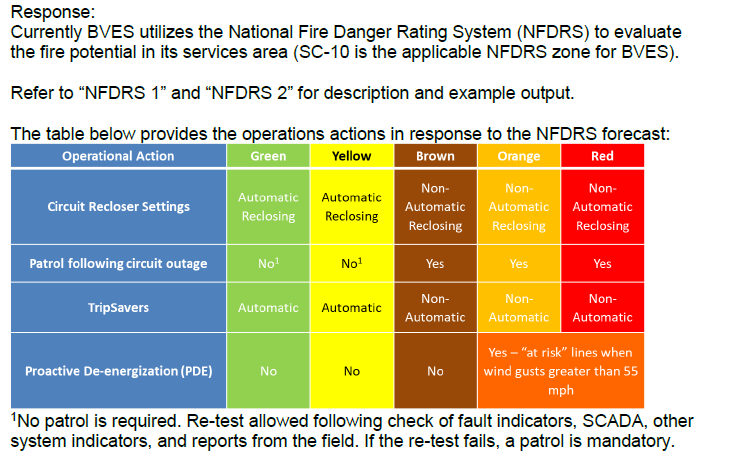 Response:
Currently BVES utilizes the National Fire Danger Rating System (NFDRS) to evaluate
the fire potential in its services area (SC-10 is the applicable NFDRS zone for BVES).
Refer to “NFDRS 1” and “NFDRS 2” for description and example output.
The table below provides the operations actions in response to the NFDRS forecast:
Operational Action Green Yellow Brown Orange Red
Circuit Recloser Settings
Automatic
Reclosing
Automatic
Reclosing
Non-
Automatic
Reclosing
Non-
Automatic
Reclosing
Non-
Automatic
Reclosing
Patrol following circuit outage No¹ No¹ Yes Yes Yes
TripSavers
Automatic
Automatic
Non-
Automatic
Non-
Automatic
Non-
Automatic
Proactive De-energization (PDE)
No
No
No
Yes – “at risk” lines when
wind gusts greater than 55
mph
¹No patrol is required. Re-test allowed following check of fault indicators, SCADA, other
system indicators, and reports from the field. If the re-test fails, a patrol is mandatory.